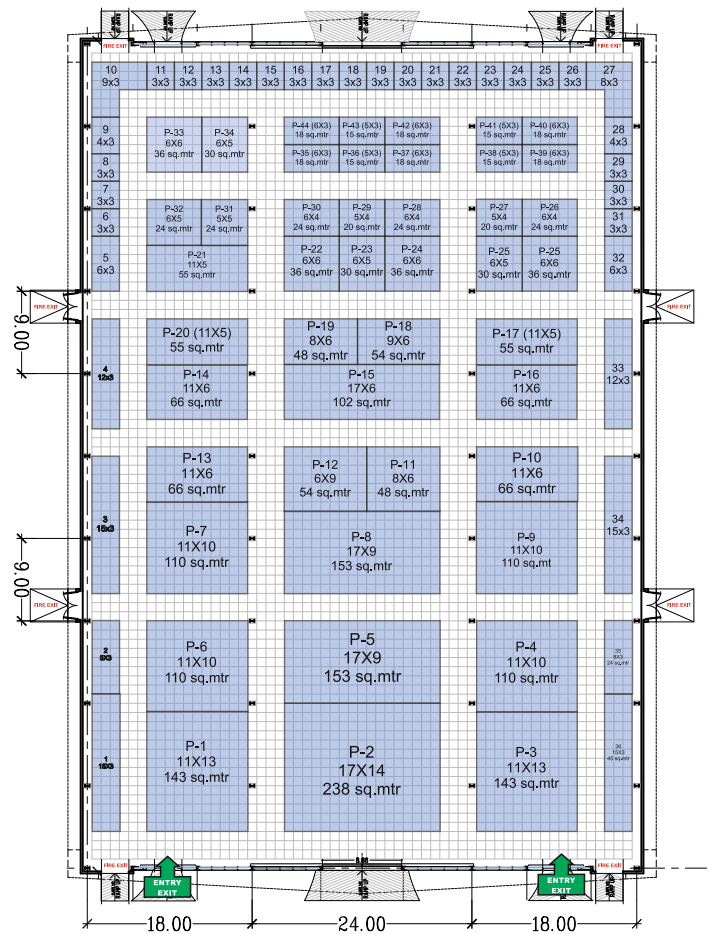 FIRE EXIT
FIRE EXIT
10
9x3
11
3x3
12
3x3
13
3x3
14
3x3
15
3x3
16
3x3
17
3x3
18
3x3
19
3x3
20
3x3
21
3x3
22
3x3
23
3x3
24
3x3
25
3x3
26
3x3
27
8x3
9
4x3
8
3x3
7
3x3
6
3x3
5
6x3
P-33
6X6
36 sq.mtr
P-34
6X5
30 sq.mtr
P-44 (6X3)
18 sq.mtr
P-43 (5X3)
15 sq.mtr
P-42 (6X3)
18 sq.mtr
P-35 (6X3)
18 sq.mtr
P-36 (5X3)
15 sq.mtr
P-37 (6X3)
18 sq.mtr
P-41 (5X3)
15 sq.mtr
P-40 (6X3)
18 sq.mtr
P-38 (5X3)
15 sq.mtr
P-39 (6X3)
18 sq.mtr
28
4x3
29
3x3
30
3x3
31
3x3
32
6x3
P-32
6X5
24 sq.mtr
P-31
5X5
24 sq.mtr
P-21
11X5
55 sq.mtr
P-30
6X4
24 sq.mtr
P-29
5X4
20 sq.mtr
P-28
6X4
24 sq.mtr
P-22
6X6
36 sq.mtr
P-23
6X5
30 sq.mtr
P-24
6X6
36 sq.mtr
P-27
5X4
20 sq.mtr
P-26
6X4
24 sq.mtr
P-25
6X5
30 sq.mtr
P-25
6X6
36 sq.mtr
FIRE EXIT
FIRE EXIT
9.00
4
12x3
P-20 (11X5)
55 sq.mtr
P-14
11X6
66 sq.mtr
P-19
8X6
48 sq.mtr
P-18
9X6
54 sq.mtr
P-15
17X6
102 sq.mtr
P-17 (11X5)
55 sq.mtr
P-16
11X6
66 sq.mtr
33
12x3
3
15x3
P-13
11X6
66 sq.mtr
P-7
11X10
110 sq.mtr
P-12
6X9
54 sq.mtr
P-11
8X6
48 sq.mtr
P-8
17X9
153 sq.mtr
P-10
11X6
66 sq.mtr
P-9
11X10
110 sq.mt
34
15x3
9.00
FIRE EXIT
FIRE EXIT
2
8X3
P-6
11X10
110 sq.mtr
P-5
17X9
153 sq.mtr
P-4
11X10
110 sq.mtr
35
8X3
24 sq.mtr
1
15X3
P-1
11X13
143 sq.mtr
P-2
17X14
238 sq.mtr
P-3
11X13
143 sq.mtr
36
15X3
45 sq.mtr
FIRE EXIT
FIRE EXIT
ENTRY
EXIT
ENTRY
EXIT
18.00
24.00
18.00